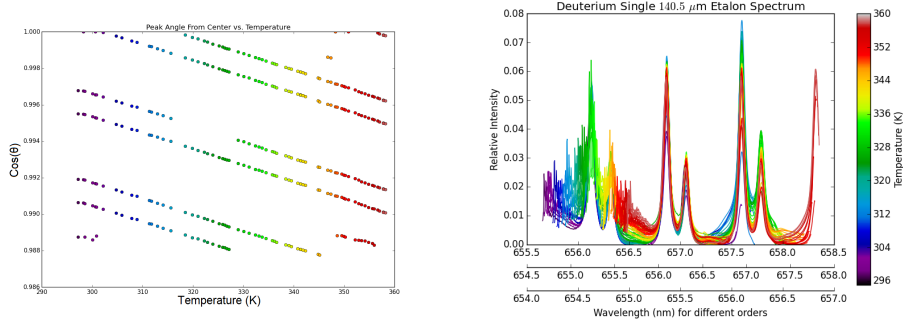 Peak Angle From Center vs. Temperature
1.000
0.998
0.996
0.994
0.992
0.990
0.988
0.986
Cos(θ)
290 300 310 320 330 340 350 360
Temperature (K)
Deuterium Single 140.5 μm Etalon Spectrum
0.08
0.07
0.06
0.05
0.04
0.03
0.02
0.01
0.00
Relative Intensity
655.5 656.0 656.5 657.0 657.5 658.0 658.5
654.5 655.0 655.5 656.0 656.5 657.0 657.5 658.0
654.0 654.5 655.0 655.5 656.0 656.5 657.0
Wavelength (nm) for different orders
360
352
344
336
328
320
312
304
296
Temperature (K)